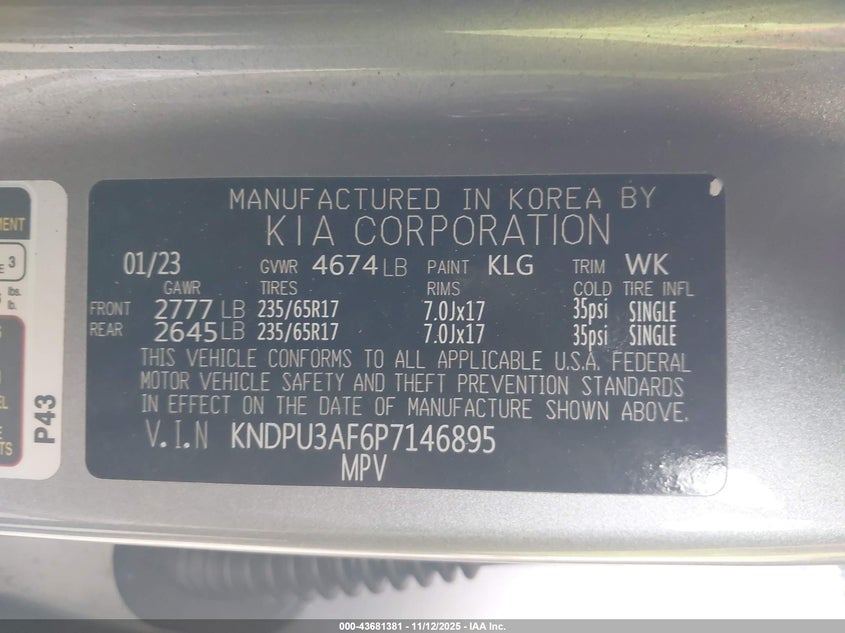 MANUFACTURED IN KOREA BY
KIA CORPORATION
01/23 GVWR 4674 LB PAINT KLG TRIM WK
GAWR TIRES RIMS COLD TIRE INFL
FRONT 2777 LB 235/65R17 7.0Jx17 35psi SINGLE
REAR 2645 LB 235/65R17 7.0Jx17 35psi SINGLE
THIS VEHICLE CONFORMS TO ALL APPLICABLE U.S.A. FEDERAL
MOTOR VEHICLE SAFETY AND THEFT PREVENTION STANDARDS
IN EFFECT ON THE DATE OF MANUFACTURE SHOWN ABOVE.
V.I.N KNDPU3AF6P7146895
MPV
3
lbs.
lb.
P43
000-43681381 - 11/12/2025 - IAA Inc.